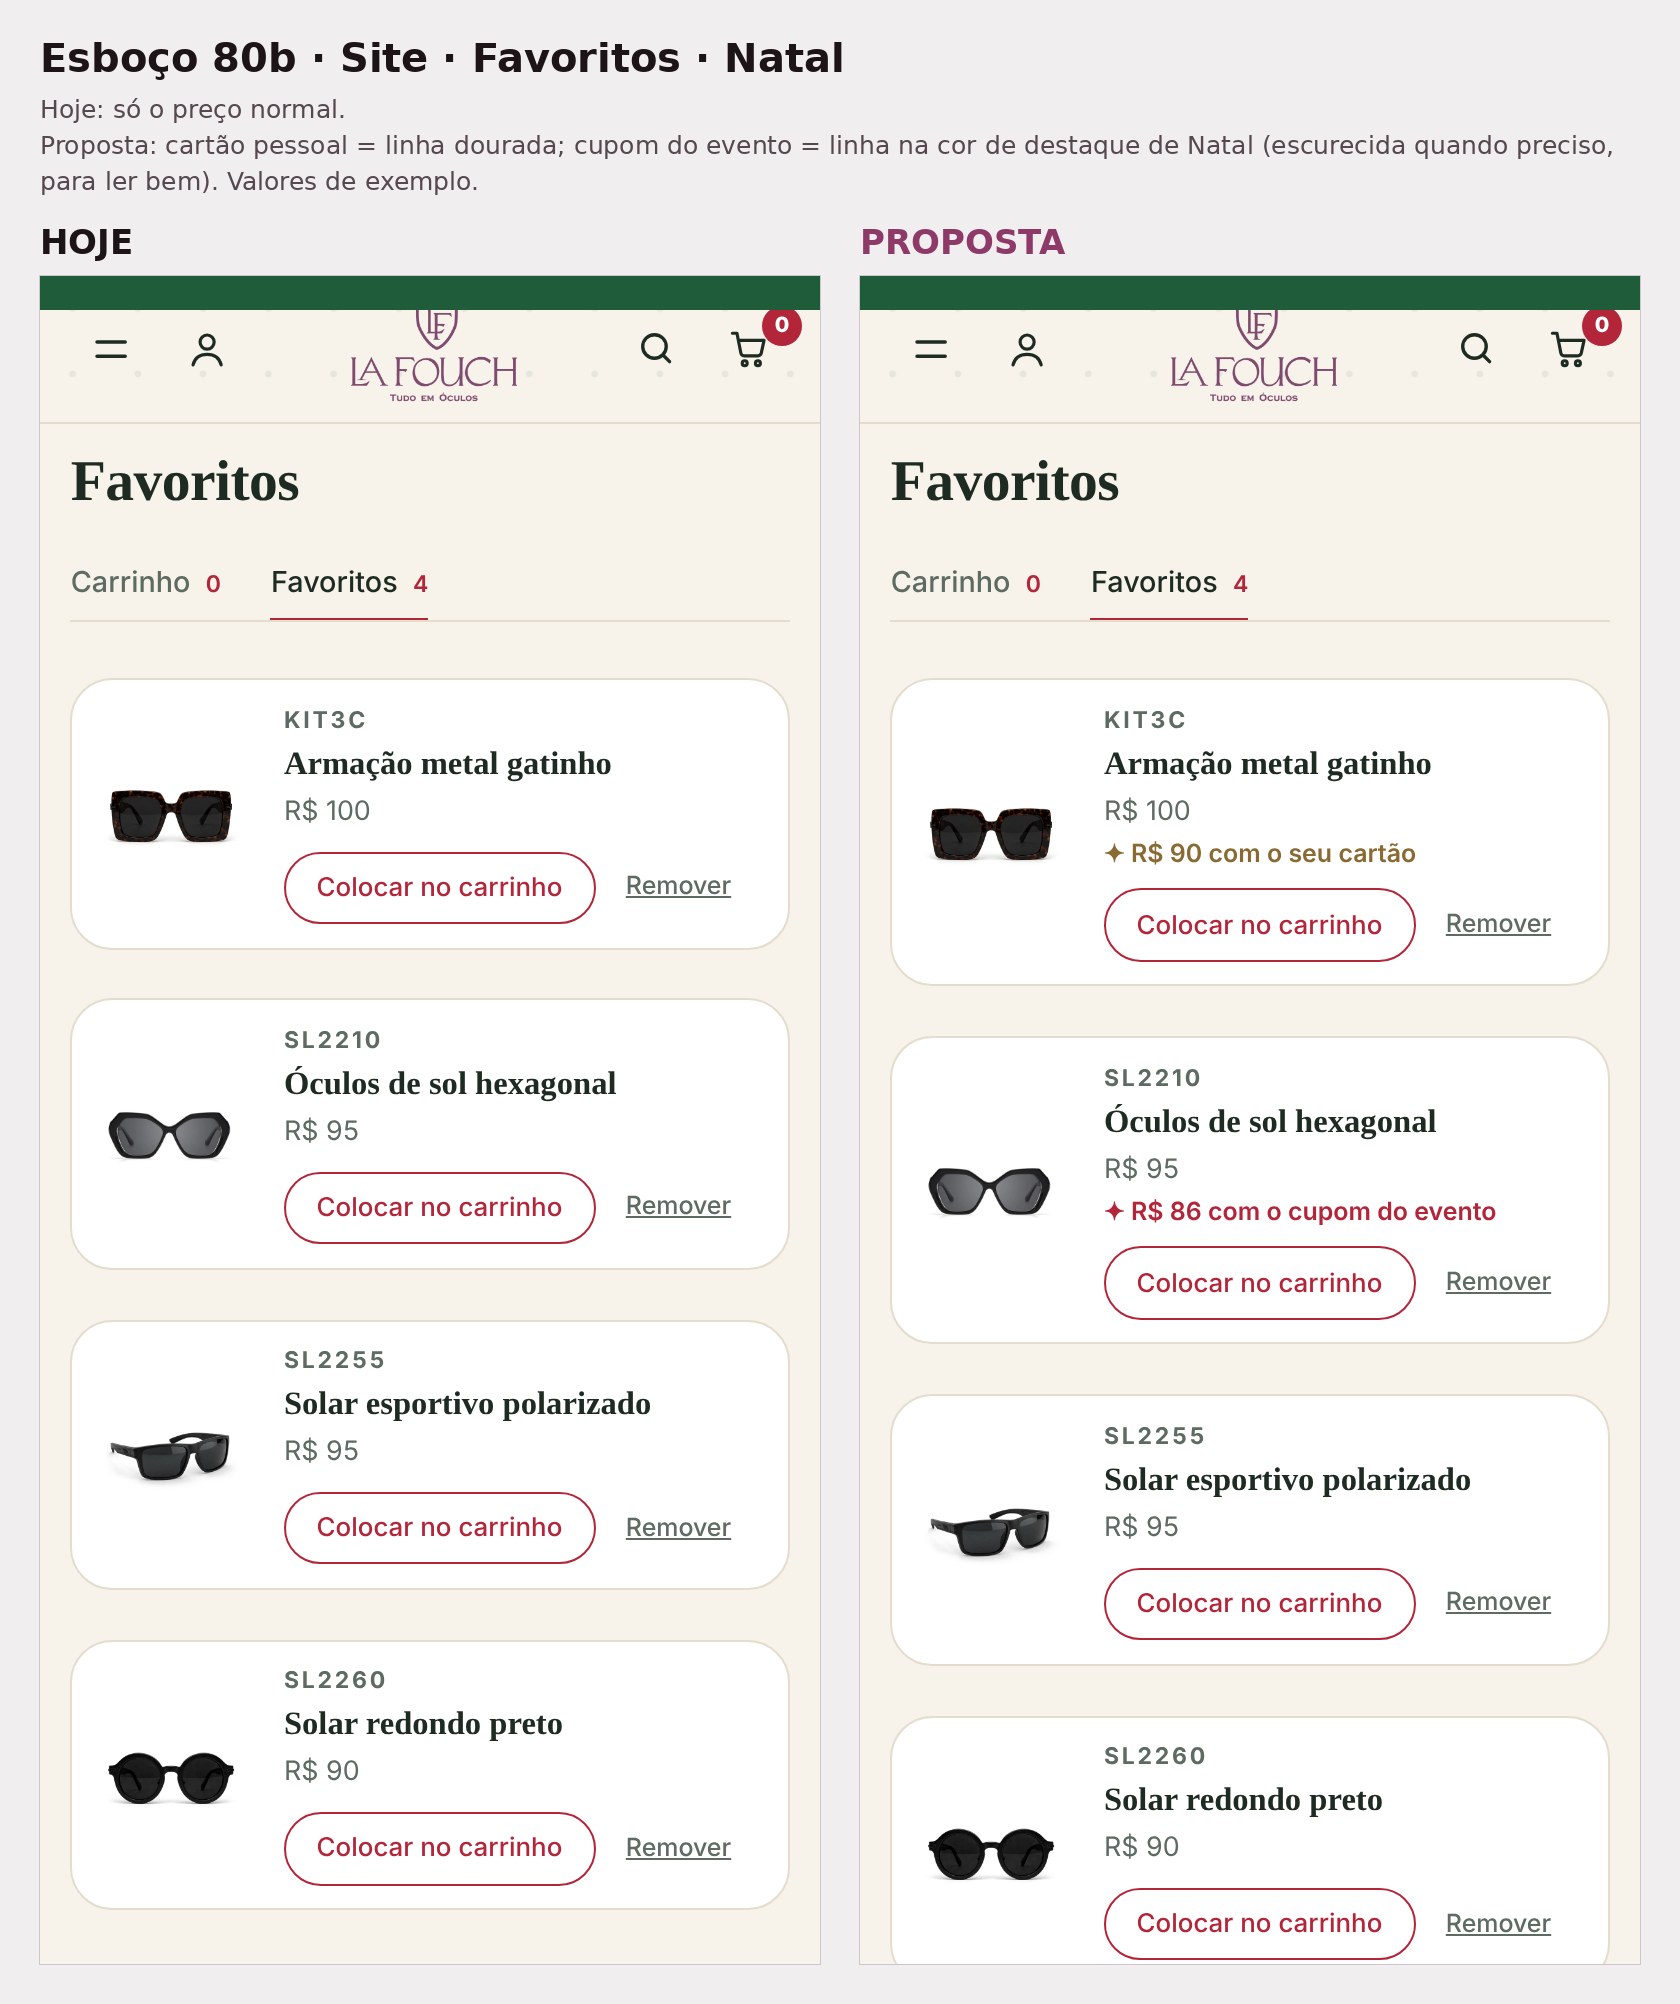 Esboço 80b · Site · Favoritos · Natal
Hoje: só o preço normal.
Proposta: cartão pessoal = linha dourada; cupom do evento = linha na cor de destaque de Natal (escurecida quando preciso,
para ler bem). Valores de exemplo.
HOJE
LF
0
LA FOUCH
TUDO EM ÓCULOS
Favoritos
Carrinho 0 Favoritos 4
KIT3C
Armação metal gatinho
R$ 100
Colocar no carrinho Remover
SL2210
Óculos de sol hexagonal
R$ 95
Colocar no carrinho Remover
SL2255
Solar esportivo polarizado
R$ 95
Colocar no carrinho Remover
SL2260
Solar redondo preto
R$ 90
Colocar no carrinho Remover
PROPOSTA
LF
0
LA FOUCH
TUDO EM ÓCULOS
Favoritos
Carrinho 0 Favoritos 4
KIT3C
Armação metal gatinho
R$ 100
✦ R$ 90 com o seu cartão
Colocar no carrinho Remover
SL2210
Óculos de sol hexagonal
R$ 95
✦ R$ 86 com o cupom do evento
Colocar no carrinho Remover
SL2255
Solar esportivo polarizado
R$ 95
Colocar no carrinho Remover
SL2260
Solar redondo preto
R$ 90
Colocar no carrinho Remover